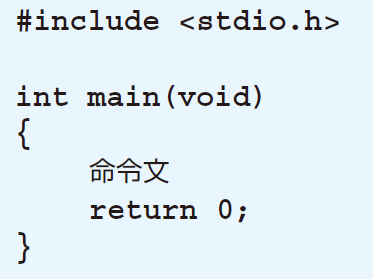 #include <stdio.h>
int main(void)
{
命令文
return 0;
}